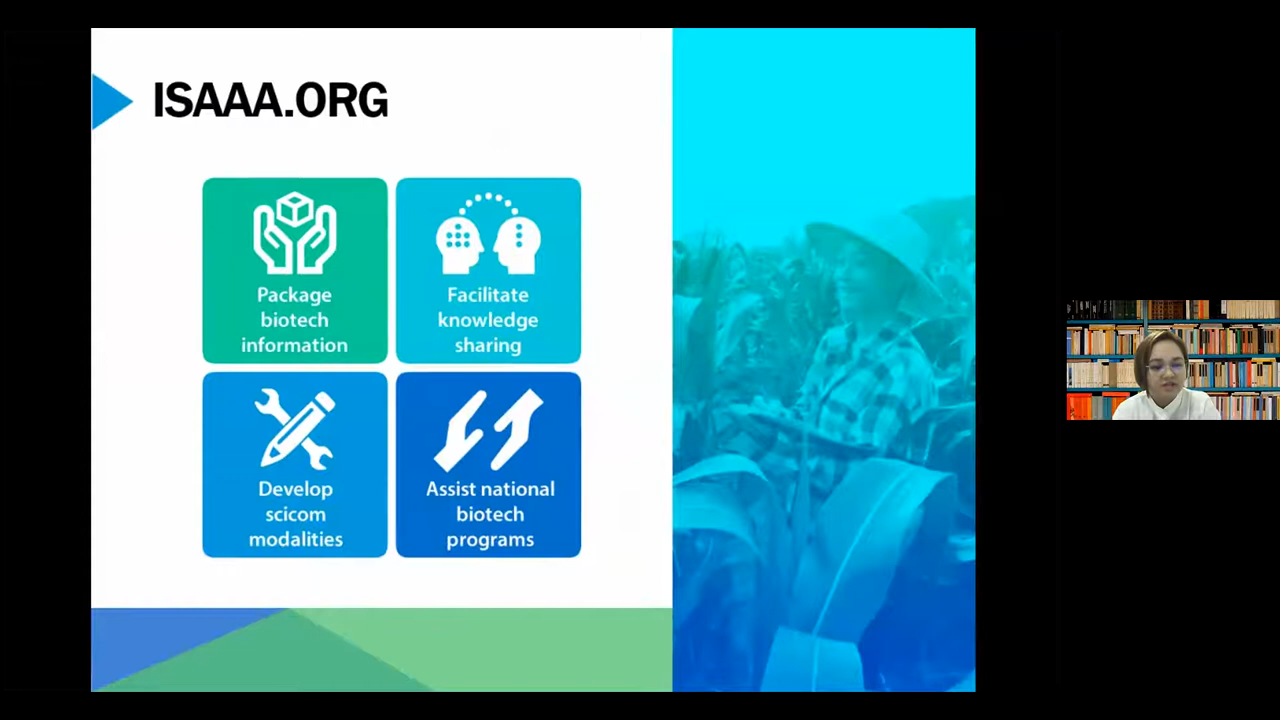 ISAAA.ORG
Package
biotech
information
Facilitate
knowledge
sharing
Develop
scicom
modalities
Assist national
biotech
programs